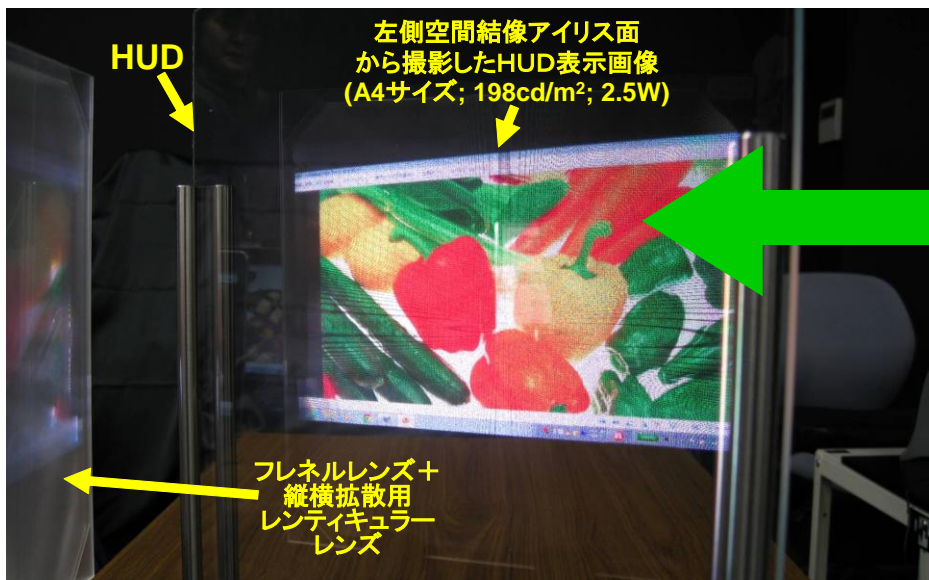 HUD
左側空間結像アイリス面
から撮影したHUD表示画像
(A4サイズ; 198cd/m²; 2.5W)
フレネルレンズ＋
縦横拡散用
レンティキュラー
レンズ